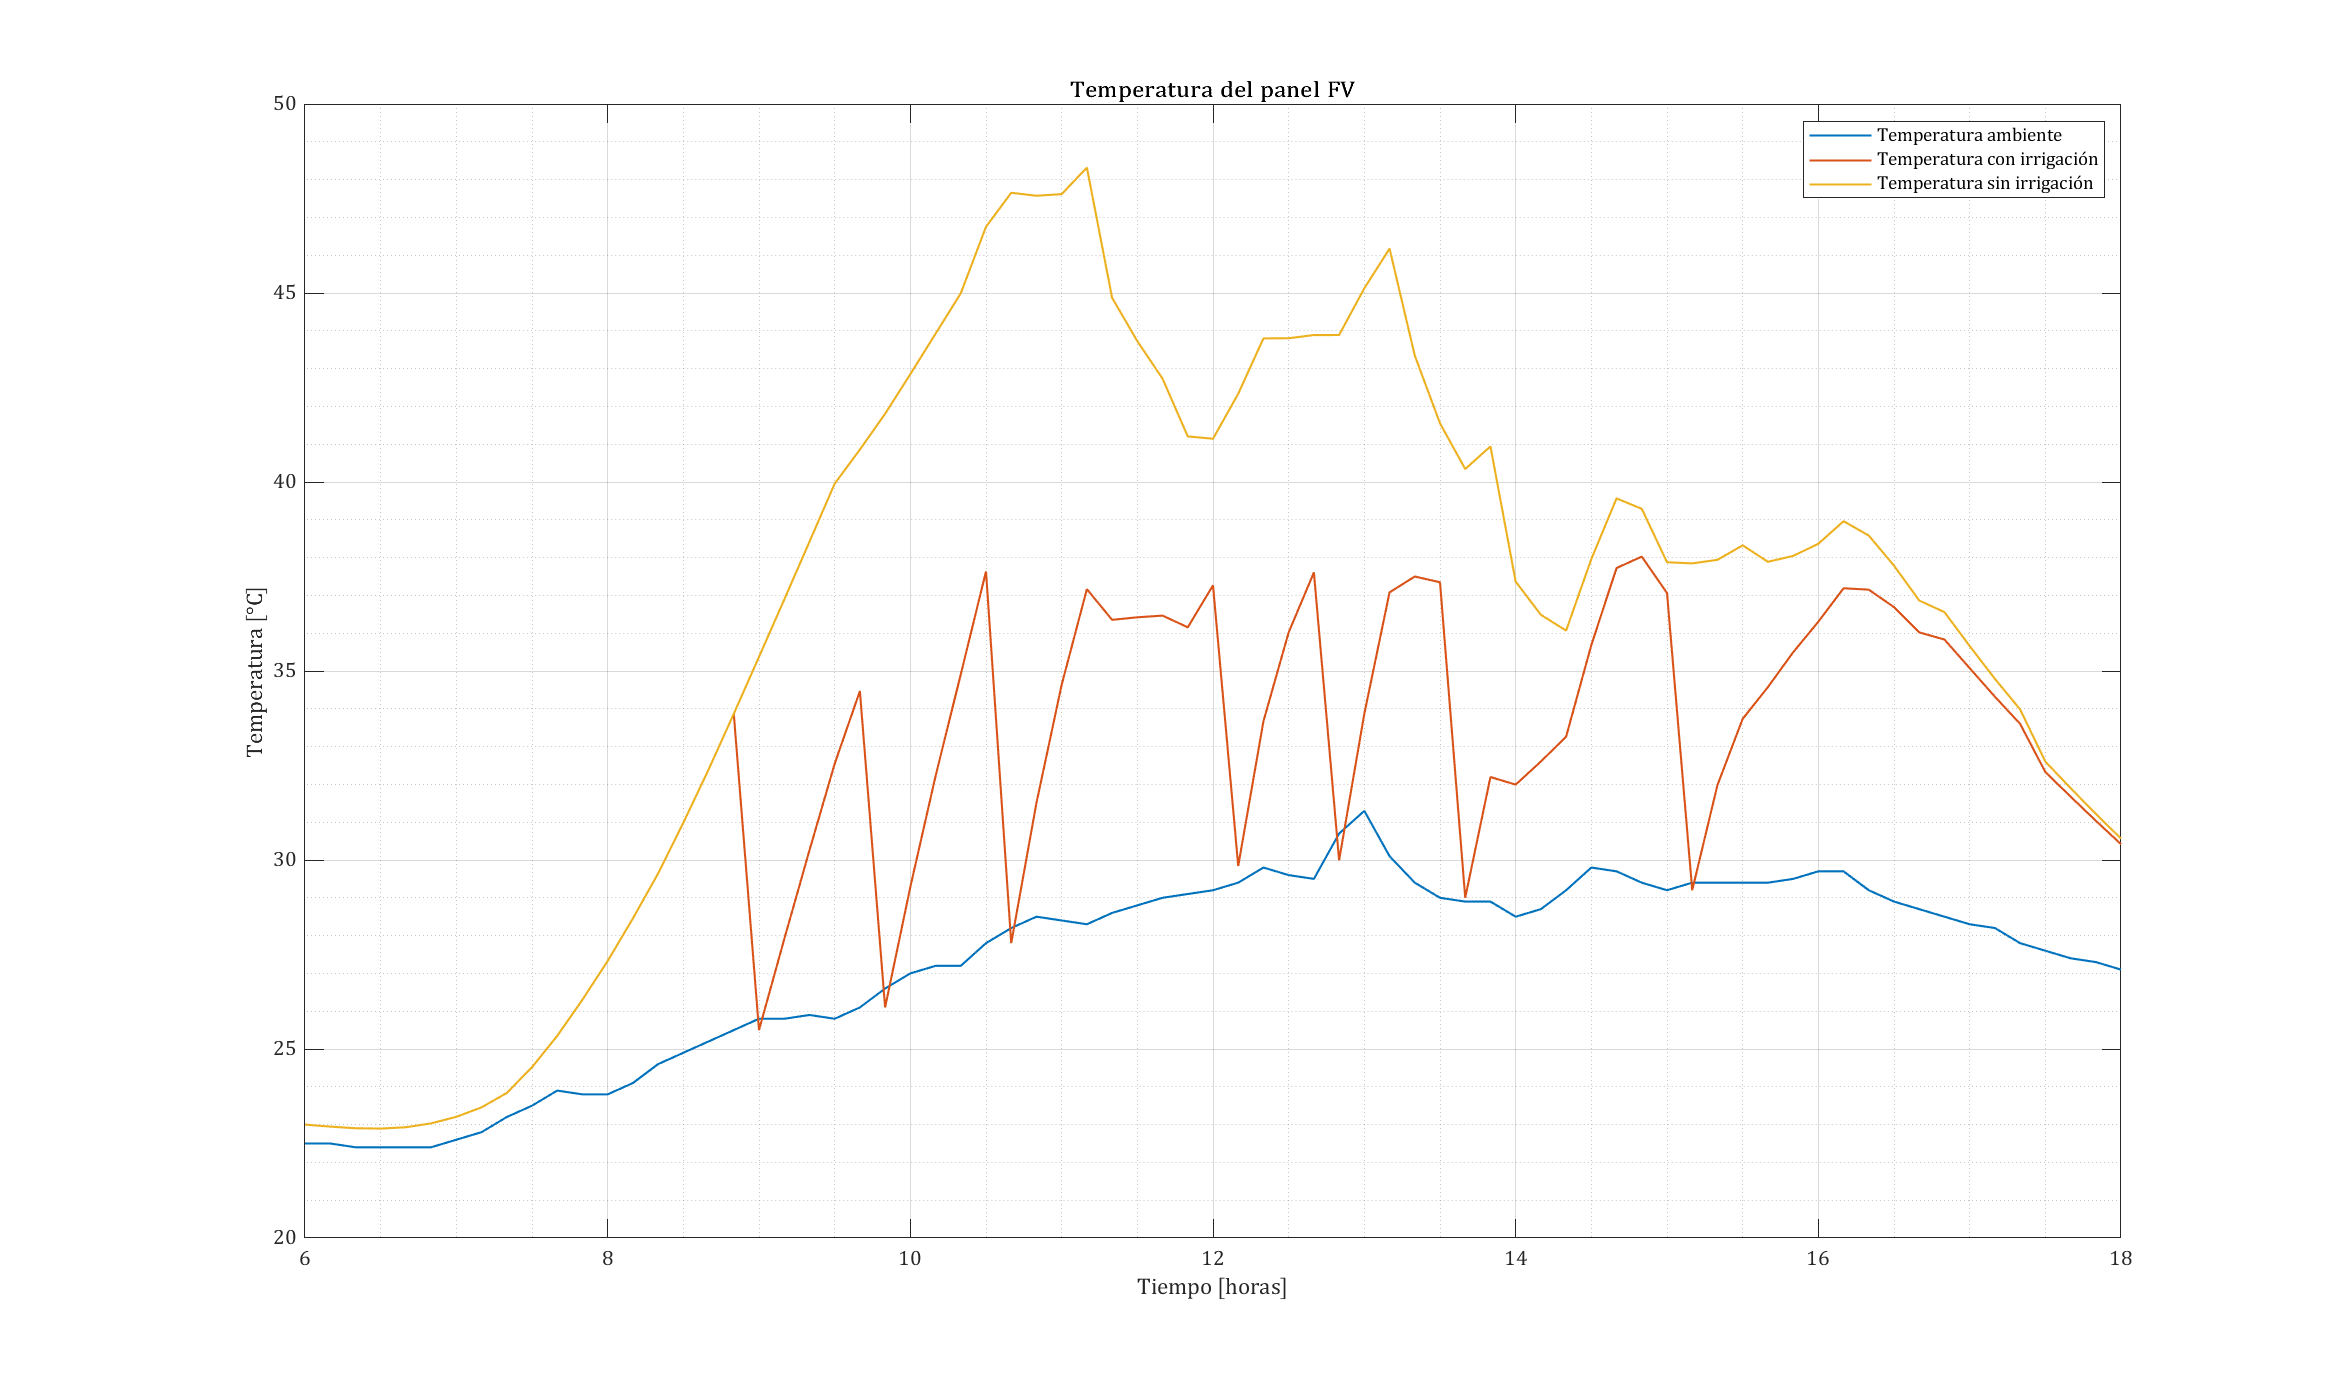 Temperatura del panel FV
50
45
40
35
30
25
20
Temperatura [°C]
Temperatura ambiente
Temperatura con irrigación
Temperatura sin irrigación
6 8 10 12 14 16 18
Tiempo [horas]